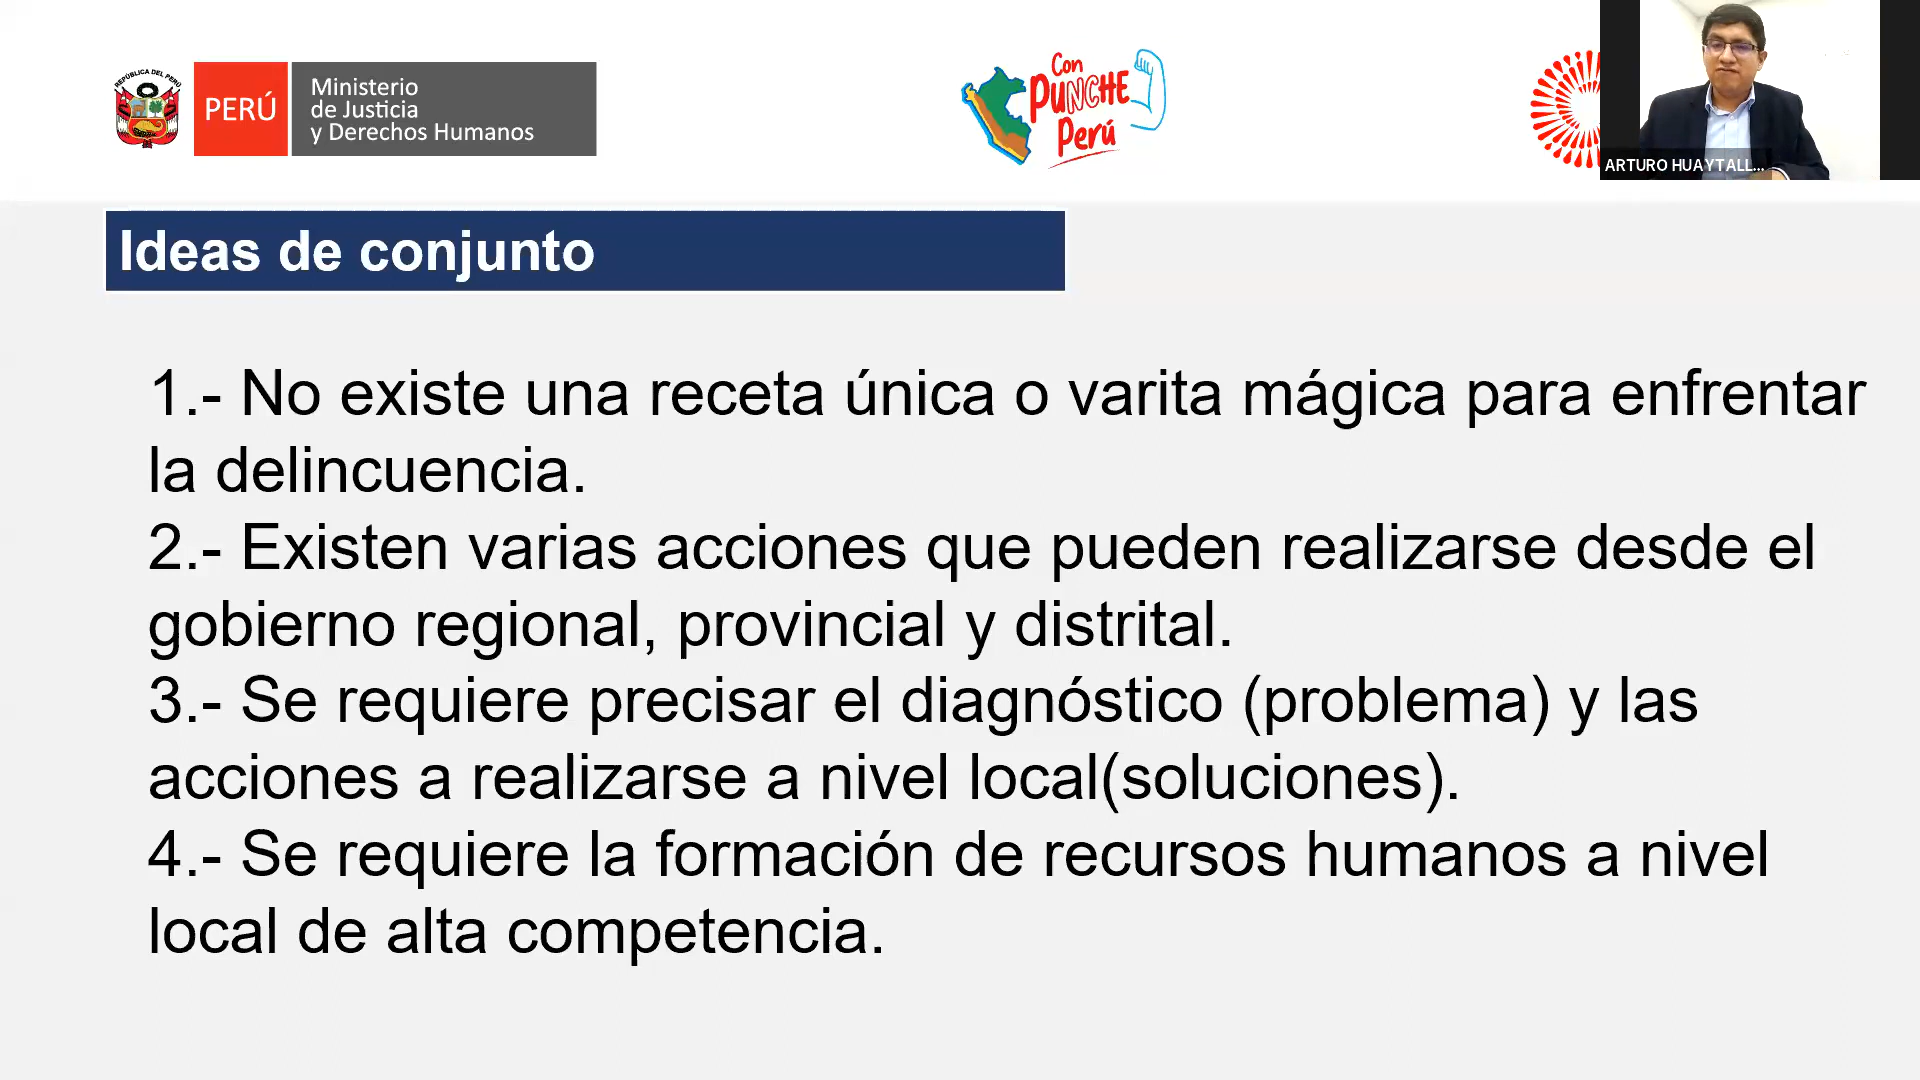 REPÚBLICA DEL PERÚ
PERÚ
Ministerio
de Justicia
y Derechos Humanos
Con
PUNCHE
Perú
ARTURO HUAYTALL...
Ideas de conjunto
1.- No existe una receta única o varita mágica para enfrentar
la delincuencia.
2.- Existen varias acciones que pueden realizarse desde el
gobierno regional, provincial y distrital.
3.- Se requiere precisar el diagnóstico (problema) y las
acciones a realizarse a nivel local(soluciones).
4.- Se requiere la formación de recursos humanos a nivel
local de alta competencia.